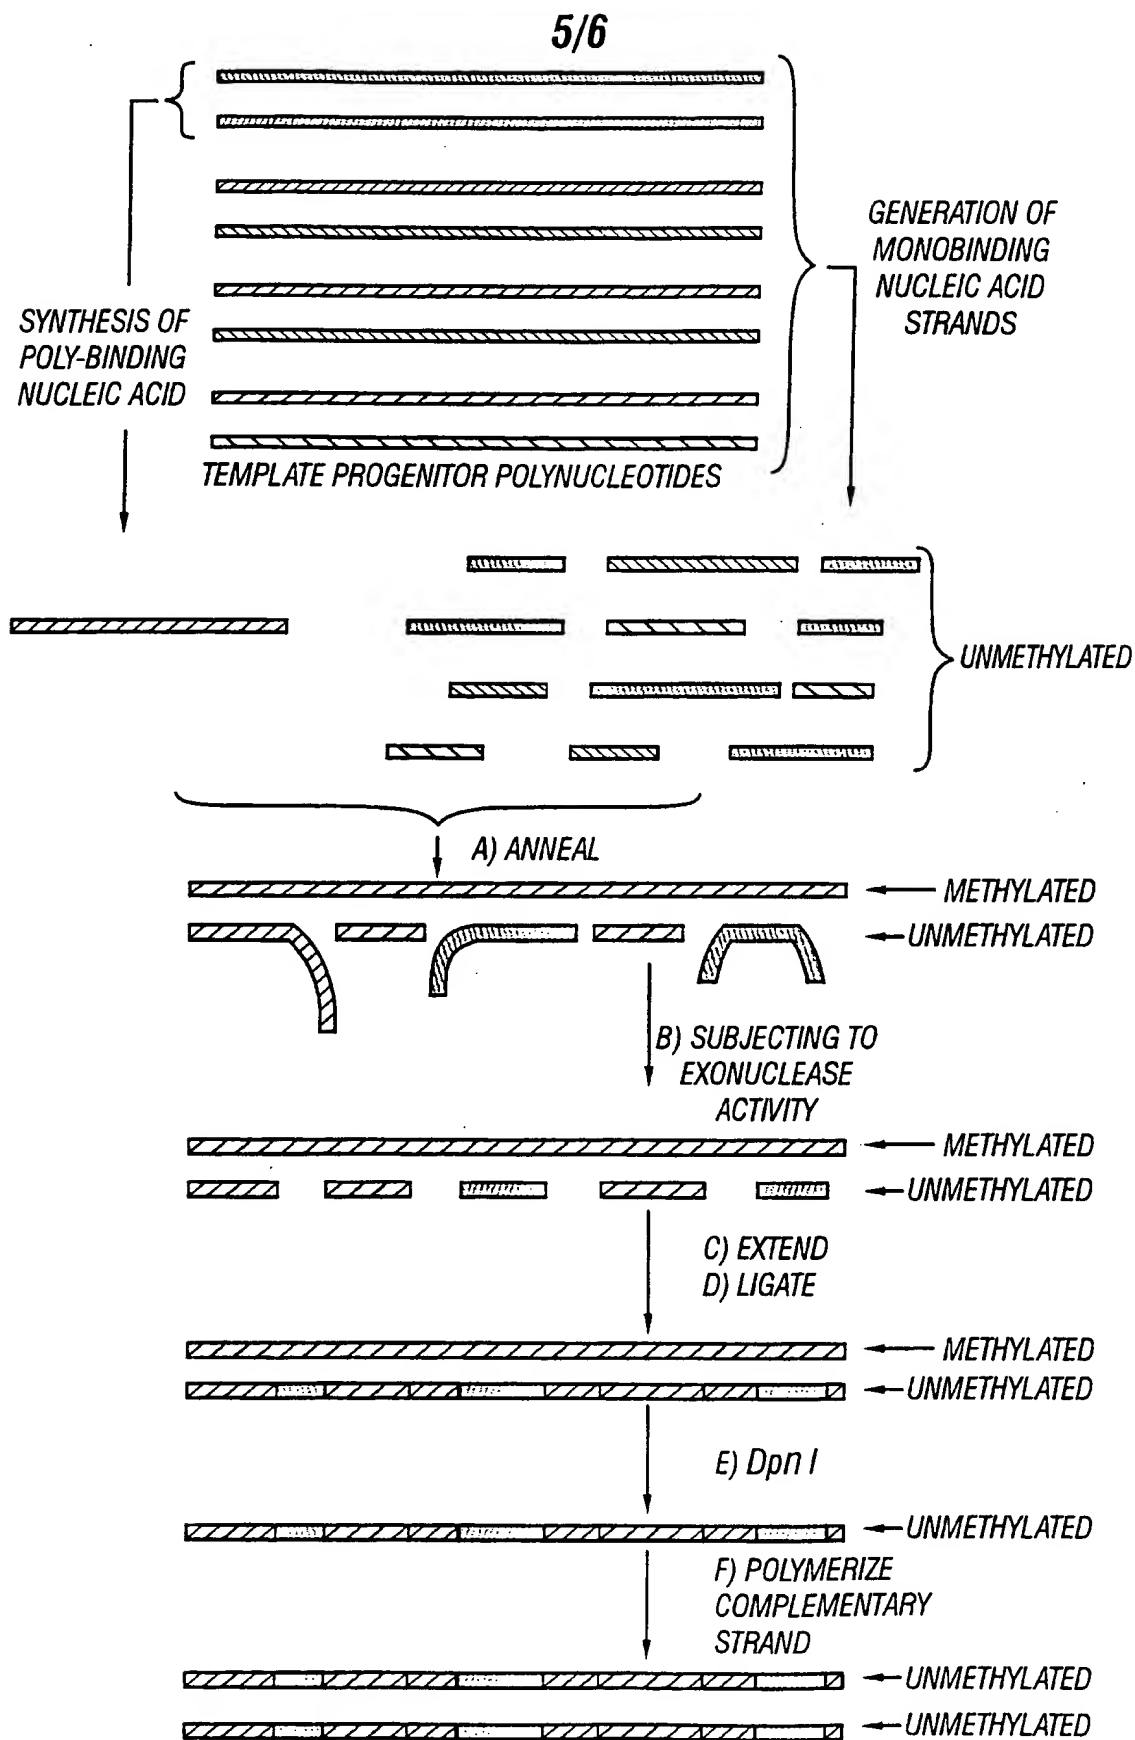 5/6
GENERATION OF
MONOBINDING
NUCLEIC ACID
STRANDS
SYNTHESIS OF
POLY-BINDING
NUCLEIC ACID
TEMPLATE PROGENITOR POLYNUCLEOTIDES
UNMETHYLATED
A) ANNEAL
METHYLATED
UNMETHYLATED
B) SUBJECTING TO
EXONUCLEASE
ACTIVITY
METHYLATED
UNMETHYLATED
C) EXTEND
D) LIGATE
METHYLATED
UNMETHYLATED
E) Dpn I
UNMETHYLATED
F) POLYMERIZE
COMPLEMENTARY
STRAND
UNMETHYLATED
UNMETHYLATED